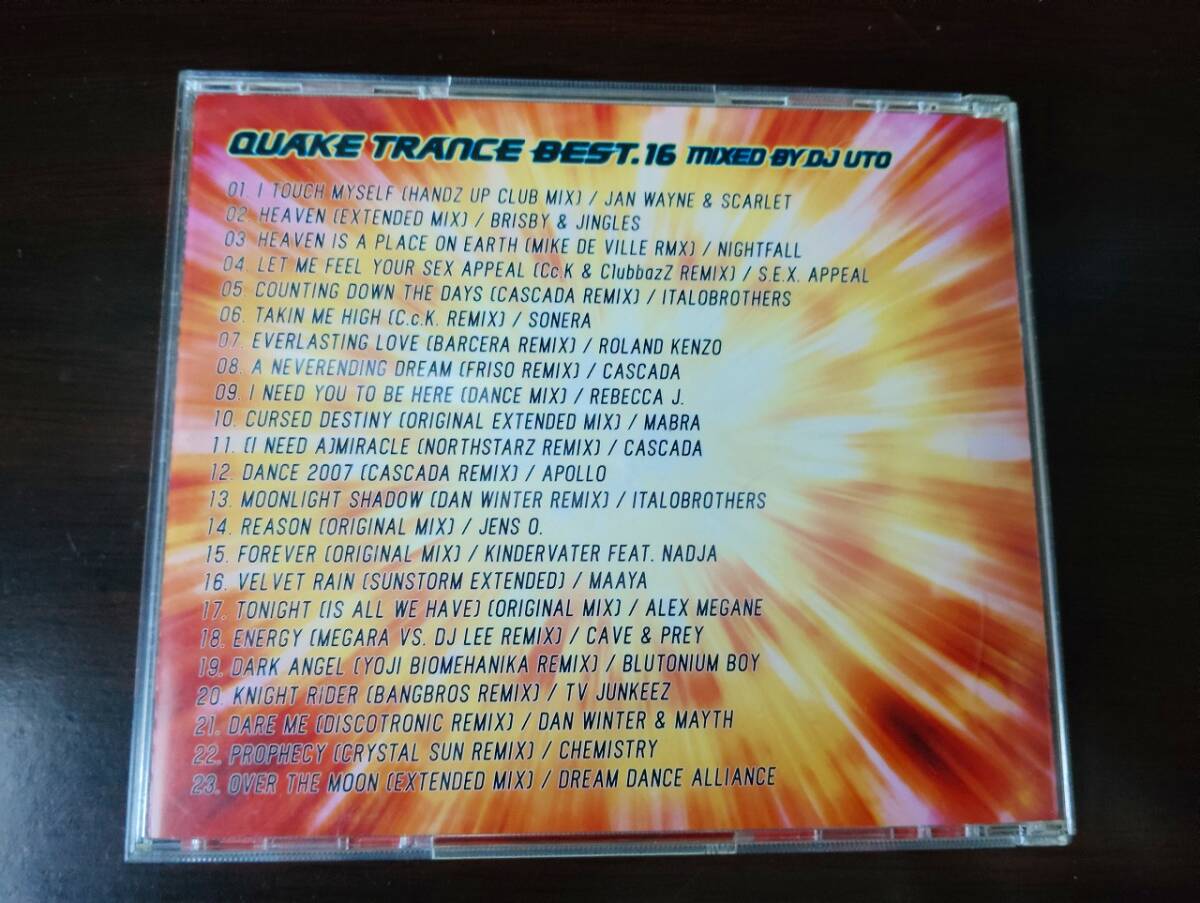 QUAKE TRANCE BEST.16 MIXED BY DJ UTO
01. I TOUCH MYSELF (HANDZ UP CLUB MIX) / JAN WAYNE & SCARLET
02. HEAVEN (EXTENDED MIX) / BRISBY & JINGLES
03. HEAVEN IS A PLACE ON EARTH (MIKE DE VILLE RMX) / NIGHTFALL
04. LET ME FEEL YOUR SEX APPEAL (Cc.K & ClubbazZ REMIX) / S.E.X. APPEAL
05. COUNTING DOWN THE DAYS (CASCADA REMIX) / ITALOBROTHERS
06. TAKIN ME HIGH (C.c.K. REMIX) / SONERA
07. EVERLASTING LOVE (BARCERA REMIX) / ROLAND KENZO
08. A NEVERENDING DREAM (FRISO REMIX) / CASCADA
09. I NEED YOU TO BE HERE (DANCE MIX) / REBECCA J.
10. CURSED DESTINY (ORIGINAL EXTENDED MIX) / MABRA
11. (I NEED A)MIRACLE (NORTHSTARZ REMIX) / CASCADA
12. DANCE 2007 (CASCADA REMIX) / APOLLO
13. MOONLIGHT SHADOW (DAN WINTER REMIX) / ITALOBROTHERS
14. REASON (ORIGINAL MIX) / JENS O.
15. FOREVER (ORIGINAL MIX) / KINDERVATER FEAT. NADJA
16. VELVET RAIN (SUNSTORM EXTENDED) / MAAYA
17. TONIGHT (IS ALL WE HAVE) (ORIGINAL MIX) / ALEX MEGANE
18. ENERGY (MEGARA VS. DJ LEE REMIX) / CAVE & PREY
19. DARK ANGEL (YOJI BIOMEHANIKA REMIX) / BLUTONIUM BOY
20. KNIGHT RIDER (BANGBROS REMIX) / TV JUNKEEZ
21. DARE ME (DISCOTRONIC REMIX) / DAN WINTER & MAYTH
22. PROPHECY (CRYSTAL SUN REMIX) / CHEMISTRY
23. OVER THE MOON (EXTENDED MIX) / DREAM DANCE ALLIANCE